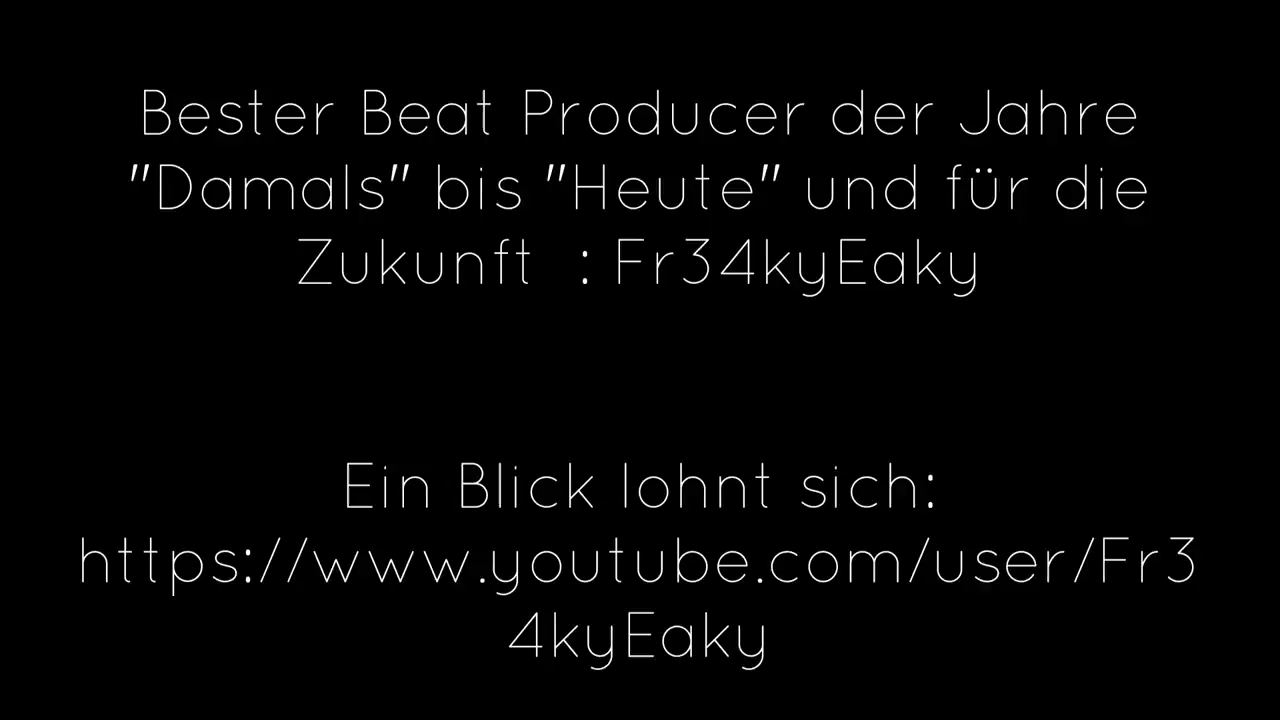 Bester Beat Producer der Jahre
"Damals" bis "Heute" und für die
Zukunft  : Fr34kyEaky
Ein Blick lohnt sich:
https://www.youtube.com/user/Fr3
4kyEaky